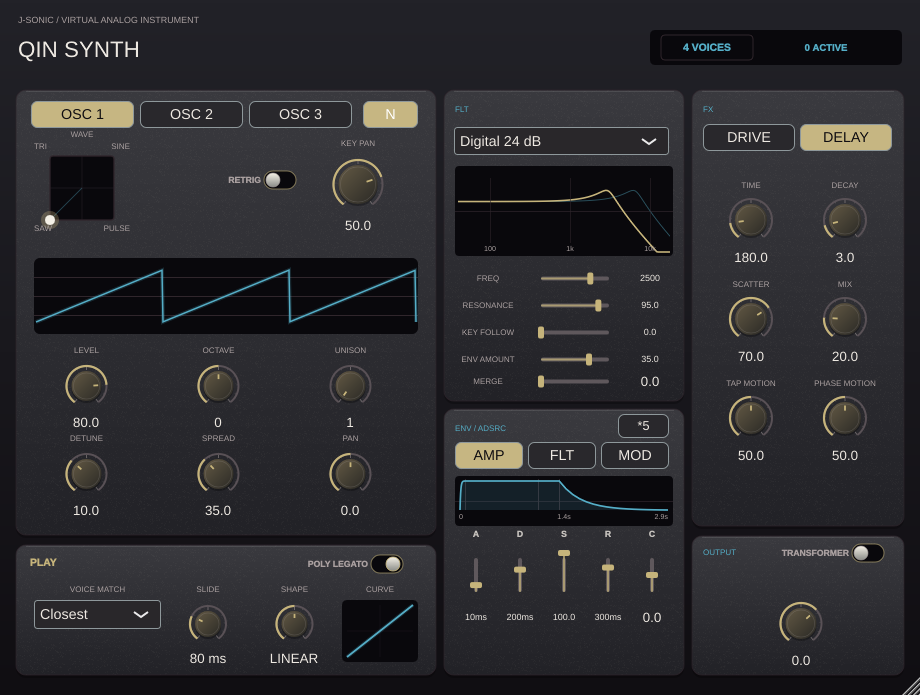 J-SONIC / VIRTUAL ANALOG INSTRUMENT
QIN SYNTH
4 VOICES 0 ACTIVE
OSC 1 OSC 2 OSC 3 N
WAVE
TRI SINE
SAW PULSE
RETRIG
KEY PAN
50.0
LEVEL OCTAVE UNISON
80.0 0 1
DETUNE SPREAD PAN
10.0 35.0 0.0
PLAY
POLY LEGATO
VOICE MATCH SLIDE SHAPE CURVE
Closest
80 ms LINEAR
FLT
Digital 24 dB
100 1k 10k
FREQ 2500
RESONANCE 95.0
KEY FOLLOW 0.0
ENV AMOUNT 35.0
MERGE 0.0
ENV / ADSRC *5
AMP FLT MOD
0 1.4s 2.9s
A D S R C
10ms 200ms 100.0 300ms 0.0
FX
DRIVE DELAY
TIME DECAY
180.0 3.0
SCATTER MIX
70.0 20.0
TAP MOTION PHASE MOTION
50.0 50.0
OUTPUT TRANSFORMER
0.0